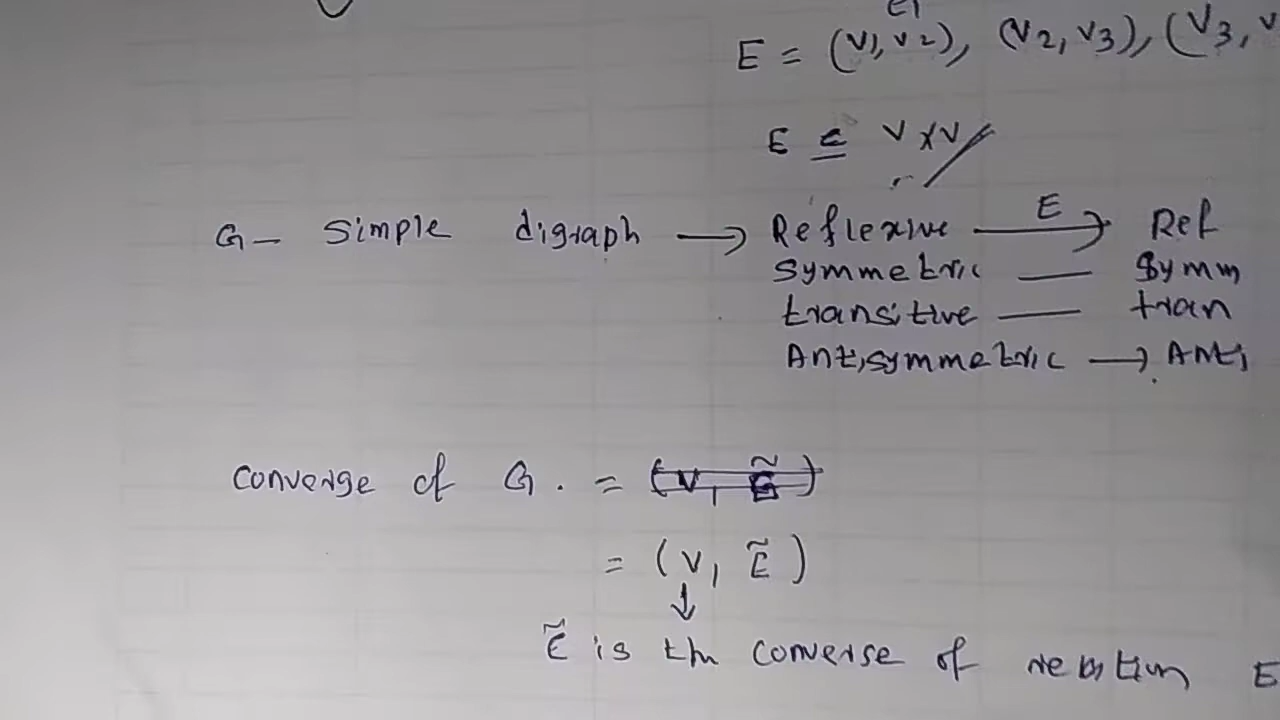 e1
E = (v1, v2), (v2, v3), (v3, v
E ⊆ V x V
G - Simple digraph → Reflexive —E→ Ref
Symmetric — Symm
transitive — tran
Antisymmetric → Anti
Converge of G. = (V, G̃)
= (V, Ẽ)
↓
Ẽ is the converse of relation E